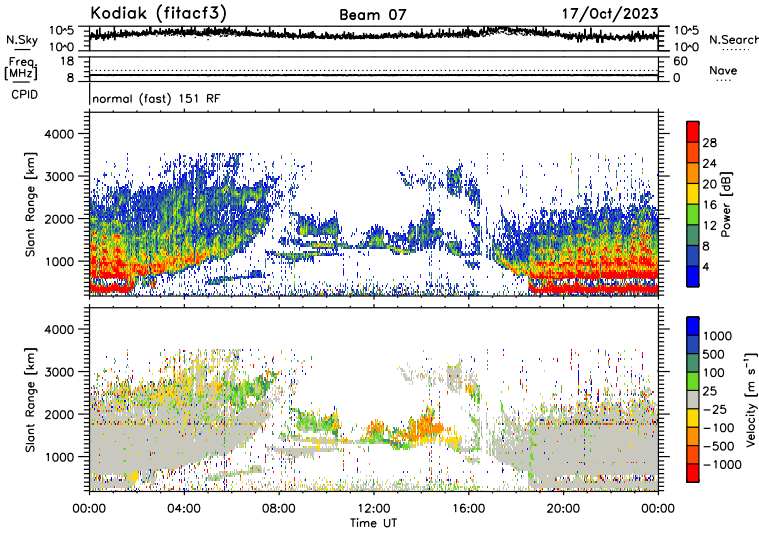 Kodiak (fitacf3)
Beam 07
17/Oct/2023
N.Sky
10^5
10^0
10^5
10^0
N.Search
Freq.
[MHz]
18
8
60
0
Nave
CPID
normal (fast) 151 RF
Slant Range [km]
4000
3000
2000
1000
28
24
20
16
12
8
4
Power [dB]
Slant Range [km]
4000
3000
2000
1000
1000
500
100
25
-25
-100
-500
-1000
Velocity [m s^-1]
00:00
04:00
08:00
12:00
16:00
20:00
00:00
Time UT